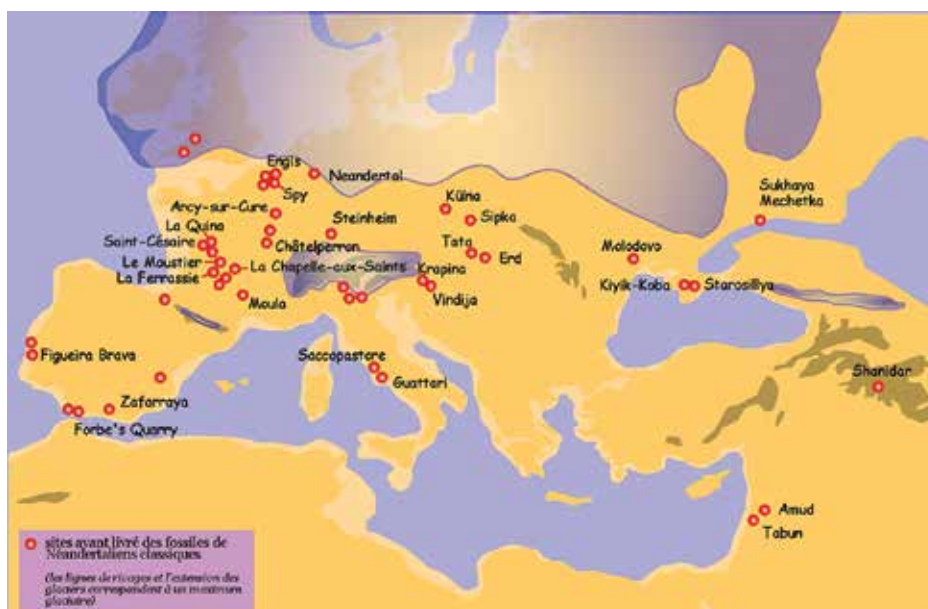 Engis
Neandertal
Spy
Kůlna
Sukhaya
Mechetka
Arcy-sur-Cure
Sipka
La Quina
Steinheim
Saint-Césaire
Châtelperron
Tata
Erd
Molodovo
Le Moustier
La Chapelle-aux-Saints
Krapina
La Ferrassie
Kiyik-Koba
Starosillya
Moula
Vindija
Figueira Brava
Saccopastore
Guattari
Shanidar
Zafarraya
Forbe's Quarry
Amud
Tabun
sites ayant livré des fossiles de
Néandertaliens classiques
(les lignes de rivages et l'extension des
glaciers correspondent à un maximum
glaciaire)